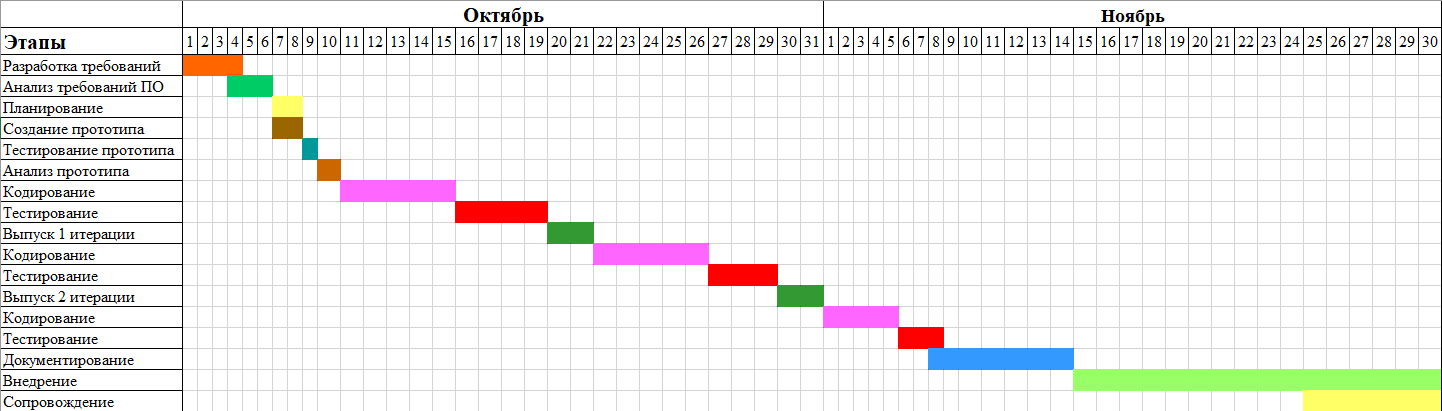 Октябрь Ноябрь
Этапы 1 2 3 4 5 6 7 8 9 10 11 12 13 14 15 16 17 18 19 20 21 22 23 24 25 26 27 28 29 30 31 1 2 3 4 5 6 7 8 9 10 11 12 13 14 15 16 17 18 19 20 21 22 23 24 25 26 27 28 29 30
Разработка требований
Анализ требований ПО
Планирование
Создание прототипа
Тестирование прототипа
Анализ прототипа
Кодирование
Тестирование
Выпуск 1 итерации
Кодирование
Тестирование
Выпуск 2 итерации
Кодирование
Тестирование
Документирование
Внедрение
Сопровождение